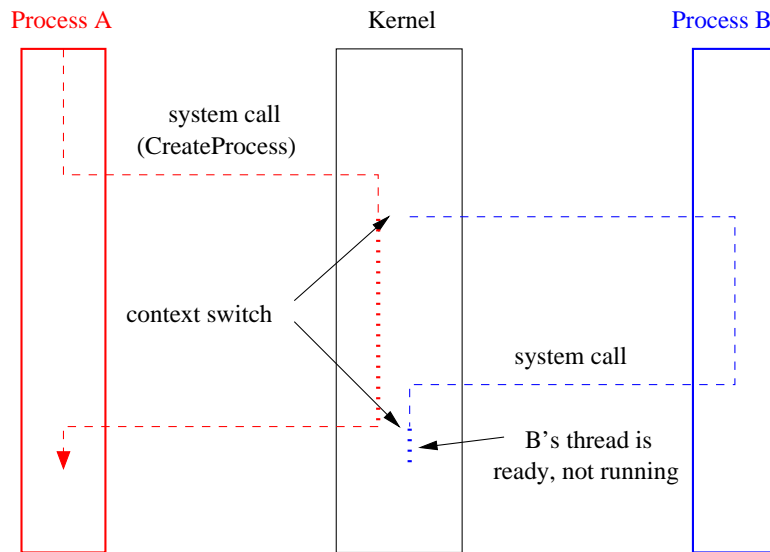 Process A
Kernel
Process B
system call
(CreateProcess)
context switch
system call
B's thread is
ready, not running